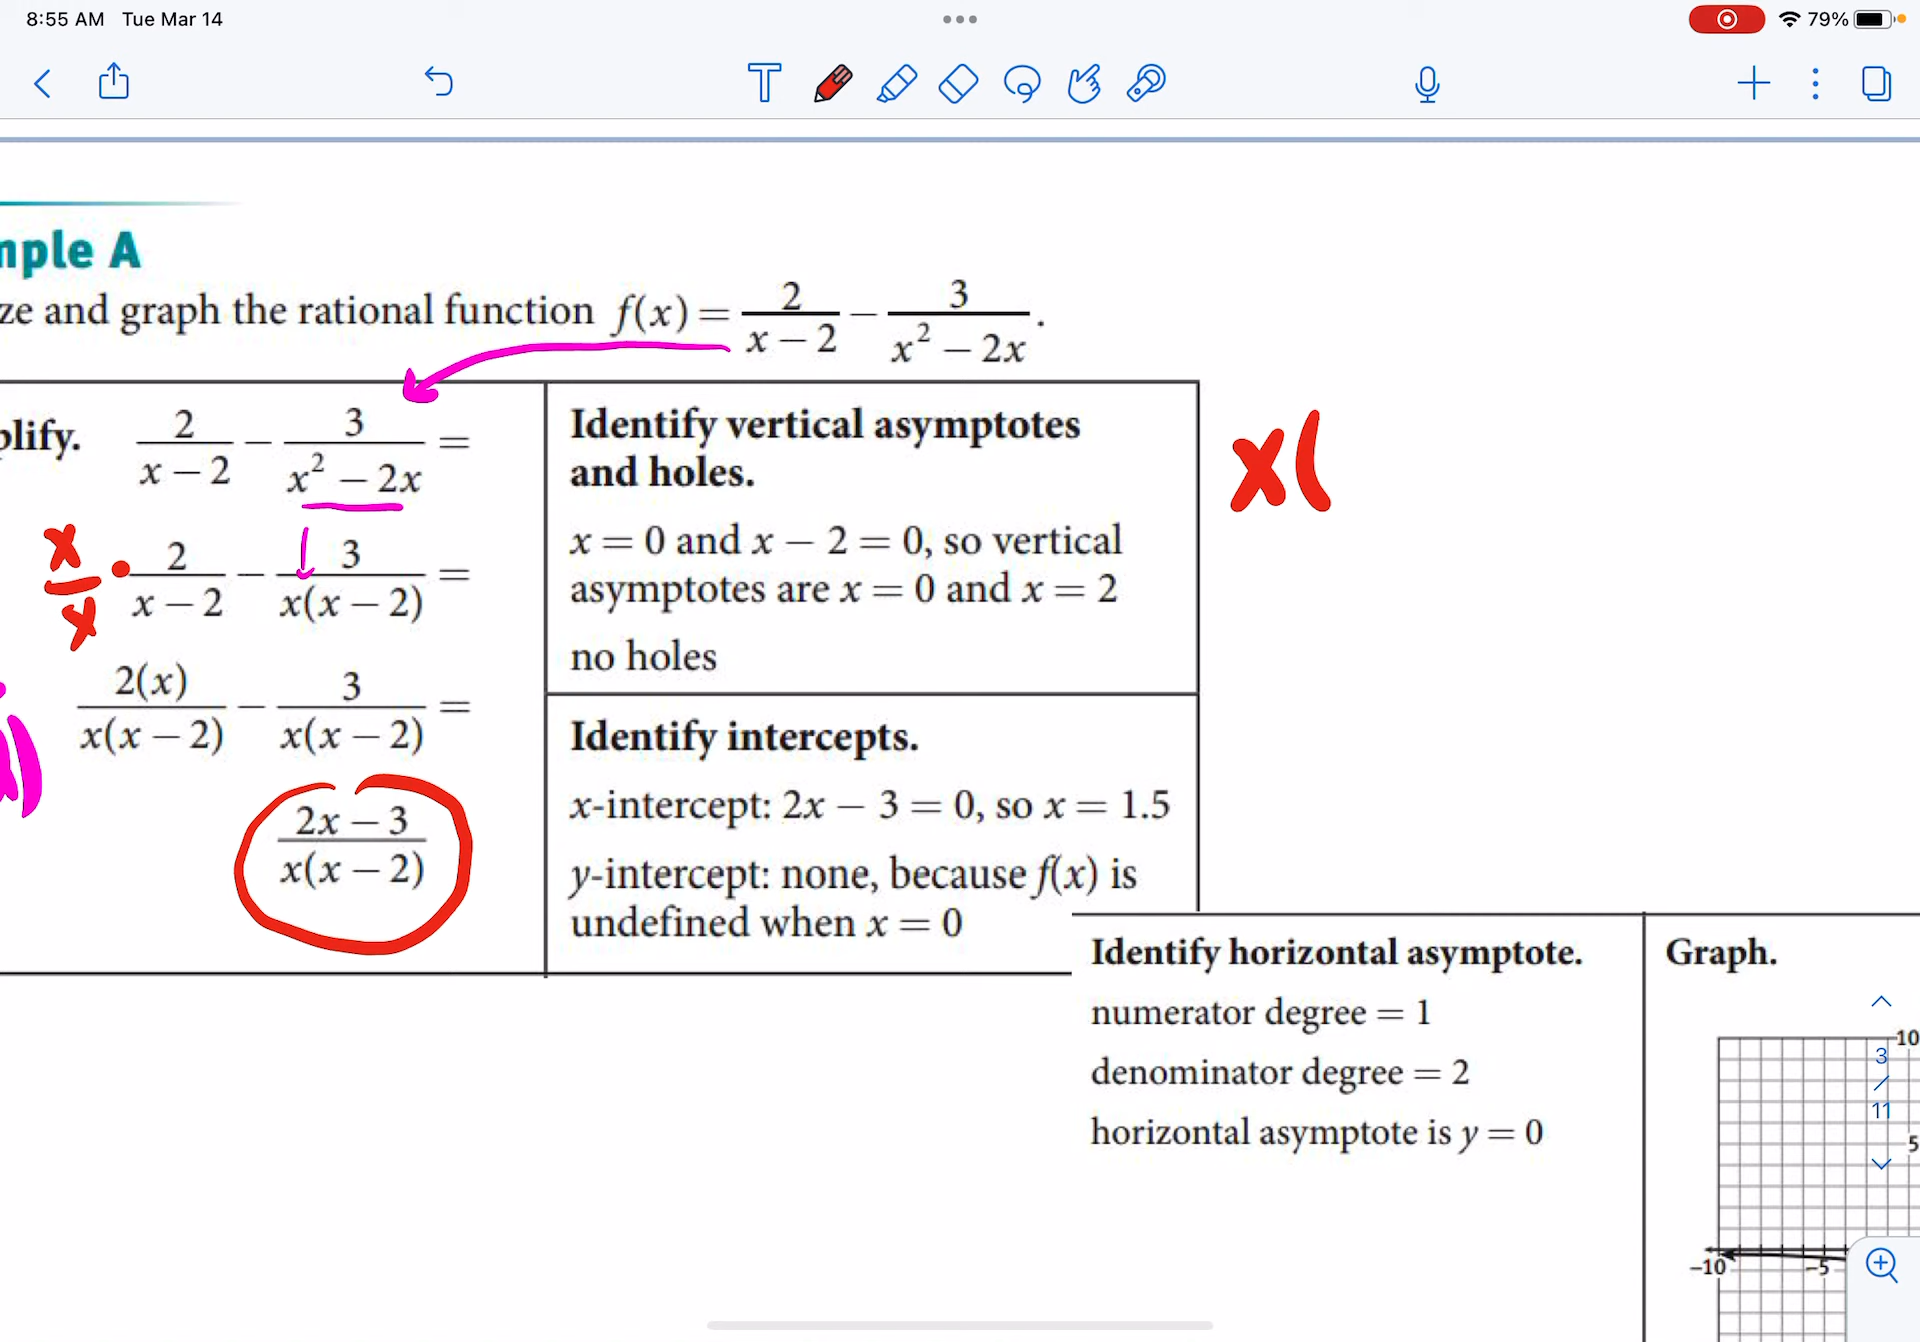 8:55 AM Tue Mar 14
79%
mple A
ze and graph the rational function f(x) = 2/(x − 2) − 3/(x² − 2x).
plify. 2/(x − 2) − 3/(x² − 2x) =
x/x · 2/(x − 2) − 3/(x(x − 2)) =
2(x)/(x(x − 2)) − 3/(x(x − 2)) =
(2x − 3)/(x(x − 2))
Identify vertical asymptotes
and holes.
x = 0 and x − 2 = 0, so vertical
asymptotes are x = 0 and x = 2
no holes
x(
Identify intercepts.
x-intercept: 2x − 3 = 0, so x = 1.5
y-intercept: none, because f(x) is
undefined when x = 0
Identify horizontal asymptote.
numerator degree = 1
denominator degree = 2
horizontal asymptote is y = 0
Graph.
10
5
−10
−5
3
/
11